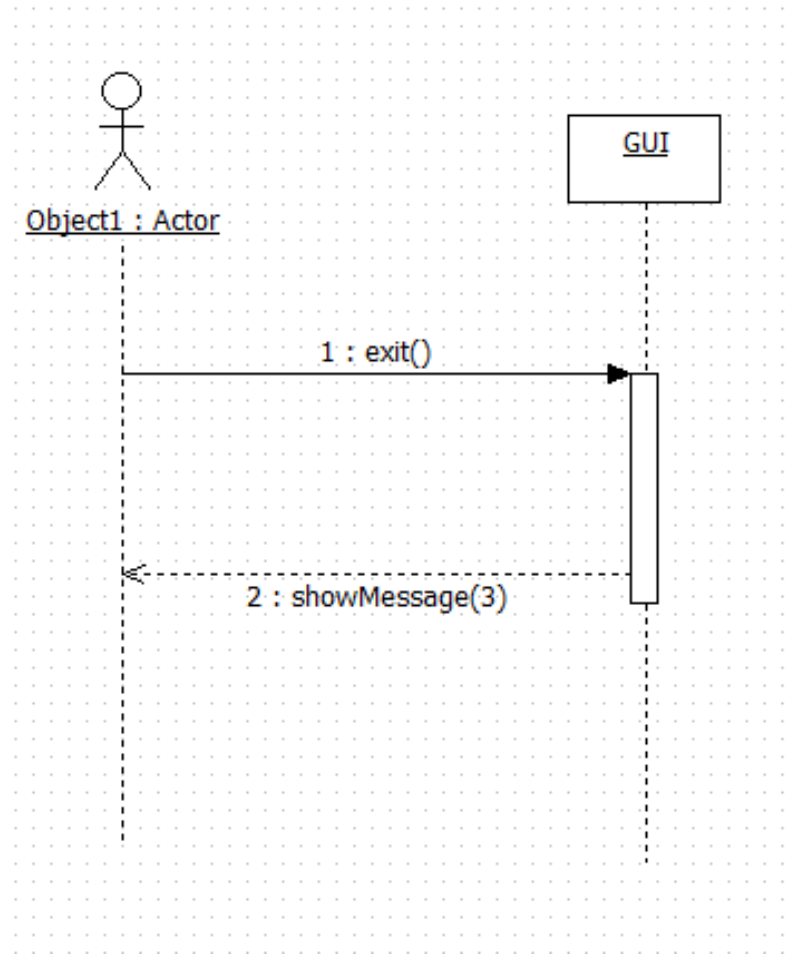 GUI
Object1 : Actor
1 : exit()
2 : showMessage(3)